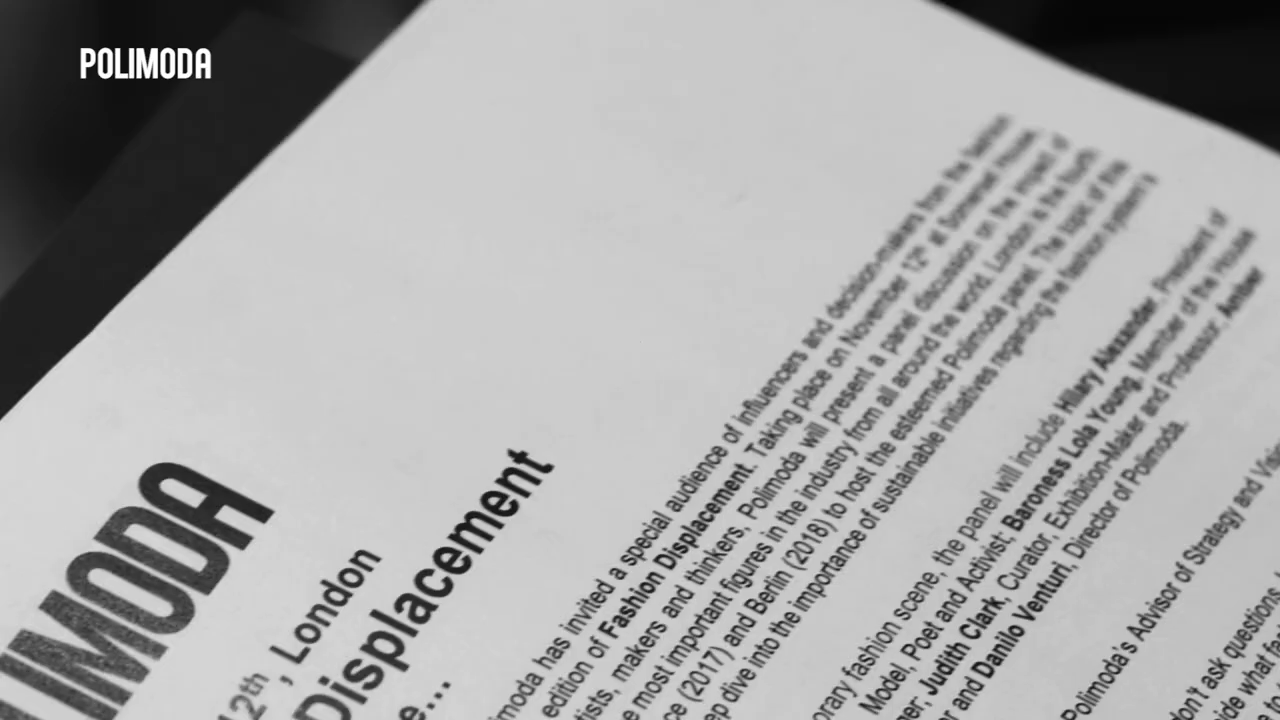 POLIMODA
LIMODA
12th, London
Displacement
e...
imoda has invited a special audience of influencers and decision-makers from the fashion
edition of Fashion Displacement. Taking place on November 12th at Somerset House,
tists, makers and thinkers, Polimoda will present a panel discussion on the impact of
e most important figures in the industry from all around the world. London is the fourth
ce (2017) and Berlin (2018) to host the esteemed Polimoda panel. The topic of this
ep dive into the importance of sustainable initiatives regarding the fashion system's
orary fashion scene, the panel will include Hilary Alexander, President of
Model, Poet and Activist; Baroness Lola Young, Member of the House
er, Judith Clark, Curator, Exhibition-Maker and Professor; Amber
r and Danilo Venturi, Director of Polimoda.
Polimoda's Advisor of Strategy and Visio
on't ask questions
ide what fa